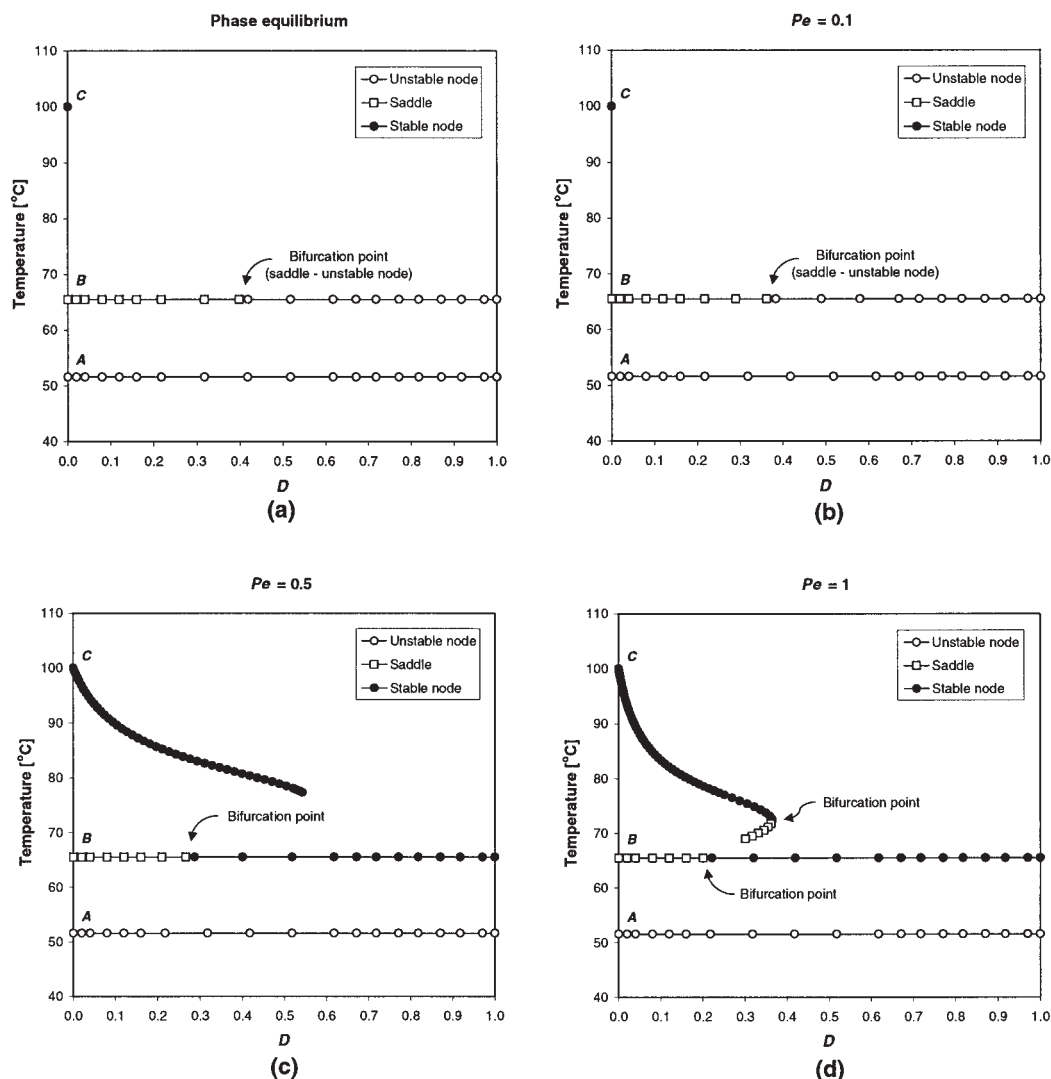 Phase equilibrium
110
100
90
80
70
60
50
40
Temperature [°C]
C
B
A
Unstable node
Saddle
Stable node
Bifurcation point
(saddle - unstable node)
0.0 0.1 0.2 0.3 0.4 0.5 0.6 0.7 0.8 0.9 1.0
D
(a)
Pe = 0.1
110
100
90
80
70
60
50
40
Temperature [°C]
C
B
A
Unstable node
Saddle
Stable node
Bifurcation point
(saddle - unstable node)
0.0 0.1 0.2 0.3 0.4 0.5 0.6 0.7 0.8 0.9 1.0
D
(b)
Pe = 0.5
110
100
90
80
70
60
50
40
Temperature [°C]
C
B
A
Unstable node
Saddle
Stable node
Bifurcation point
0.0 0.1 0.2 0.3 0.4 0.5 0.6 0.7 0.8 0.9 1.0
D
(c)
Pe = 1
110
100
90
80
70
60
50
40
Temperature [°C]
C
B
A
Unstable node
Saddle
Stable node
Bifurcation point
Bifurcation point
0.0 0.1 0.2 0.3 0.4 0.5 0.6 0.7 0.8 0.9 1.0
D
(d)